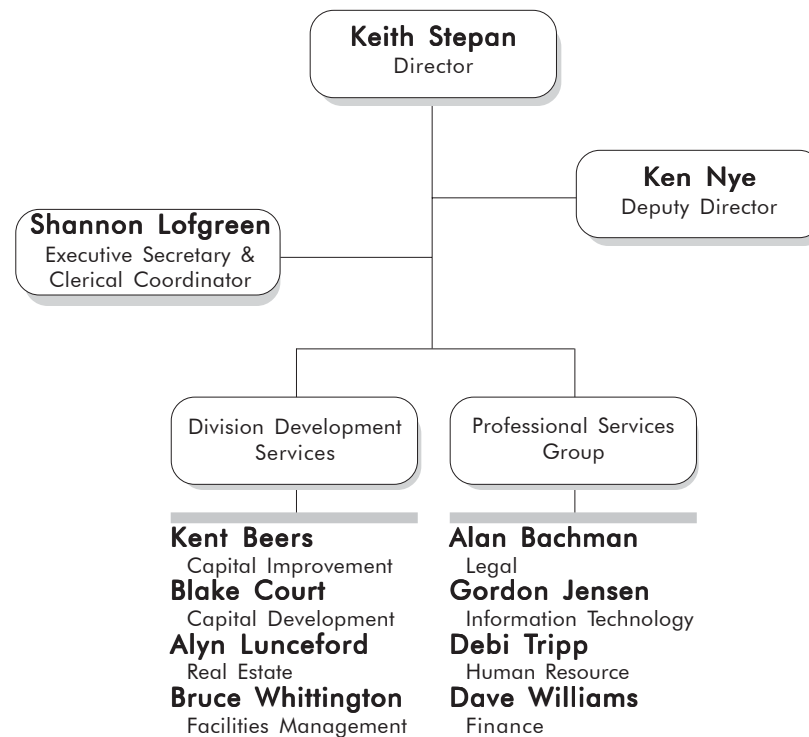 Keith Stepan
Director
Ken Nye
Deputy Director
Shannon Lofgreen
Executive Secretary &
Clerical Coordinator
Division Development
Services
Professional Services
Group
Kent Beers
Capital Improvement
Blake Court
Capital Development
Alyn Lunceford
Real Estate
Bruce Whittington
Facilities Management
Alan Bachman
Legal
Gordon Jensen
Information Technology
Debi Tripp
Human Resource
Dave Williams
Finance